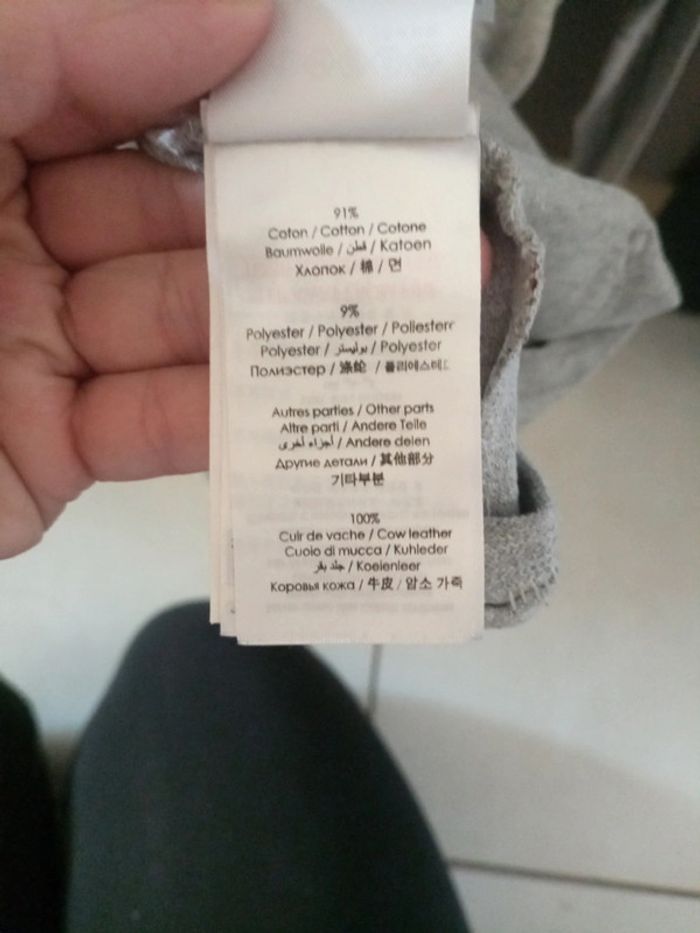 91%
Coton / Cotton / Cotone
Baumwolle / قطن / Katoen
Хлопок / 棉 / 면
9%
Polyester / Polyester / Poliestere
Polyester / بوليستر / Polyester
Полиэстер / 涤纶 / 폴리에스테르
Autres parties / Other parts
Altre parti / Andere Teile
أجزاء أخرى / Andere delen
Другие детали / 其他部分
기타부분
100%
Cuir de vache / Cow leather
Cuoio di mucca / Kuhleder
جلد بقر / Koeienleer
Коровья кожа / 牛皮 / 암소 가죽